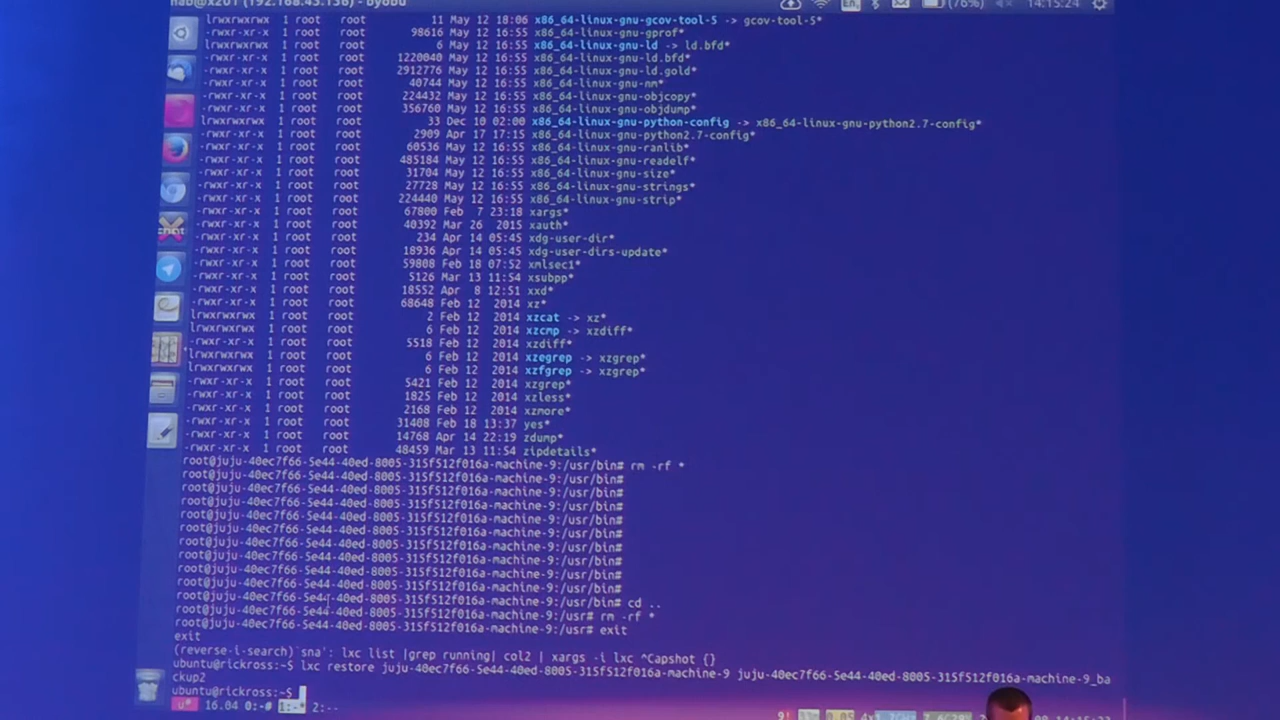 (192.168.43.136) - byobu (76%) 14:15:24
lrwxrwxrwx 1 root root 11 May 12 18:06 x86_64-linux-gnu-gcov-tool-5 -> gcov-tool-5*
-rwxr-xr-x 1 root root 98616 May 12 16:55 x86_64-linux-gnu-gprof*
lrwxrwxrwx 1 root root 6 May 12 16:55 x86_64-linux-gnu-ld -> ld.bfd*
-rwxr-xr-x 1 root root 1220040 May 12 16:55 x86_64-linux-gnu-ld.bfd*
-rwxr-xr-x 1 root root 2912776 May 12 16:55 x86_64-linux-gnu-ld.gold*
-rwxr-xr-x 1 root root 40744 May 12 16:55 x86_64-linux-gnu-nm*
-rwxr-xr-x 1 root root 224432 May 12 16:55 x86_64-linux-gnu-objcopy*
-rwxr-xr-x 1 root root 356760 May 12 16:55 x86_64-linux-gnu-objdump*
lrwxrwxrwx 1 root root 33 Dec 10 02:00 x86_64-linux-gnu-python-config -> x86_64-linux-gnu-python2.7-config*
-rwxr-xr-x 1 root root 2909 Apr 17 17:15 x86_64-linux-gnu-python2.7-config*
-rwxr-xr-x 1 root root 60536 May 12 16:55 x86_64-linux-gnu-ranlib*
-rwxr-xr-x 1 root root 485184 May 12 16:55 x86_64-linux-gnu-readelf*
-rwxr-xr-x 1 root root 31704 May 12 16:55 x86_64-linux-gnu-size*
-rwxr-xr-x 1 root root 27728 May 12 16:55 x86_64-linux-gnu-strings*
-rwxr-xr-x 1 root root 224440 May 12 16:55 x86_64-linux-gnu-strip*
-rwxr-xr-x 1 root root 67800 Feb 7 23:18 xargs*
-rwxr-xr-x 1 root root 40392 Mar 26 2015 xauth*
-rwxr-xr-x 1 root root 234 Apr 14 05:45 xdg-user-dir*
-rwxr-xr-x 1 root root 18936 Apr 14 05:45 xdg-user-dirs-update*
-rwxr-xr-x 1 root root 59808 Feb 18 07:52 xmlsec1*
-rwxr-xr-x 1 root root 5126 Mar 13 11:54 xsubpp*
-rwxr-xr-x 1 root root 18552 Apr 8 12:51 xxd*
-rwxr-xr-x 1 root root 68648 Feb 12 2014 xz*
lrwxrwxrwx 1 root root 2 Feb 12 2014 xzcat -> xz*
lrwxrwxrwx 1 root root 6 Feb 12 2014 xzcmp -> xzdiff*
-rwxr-xr-x 1 root root 5518 Feb 12 2014 xzdiff*
lrwxrwxrwx 1 root root 6 Feb 12 2014 xzegrep -> xzgrep*
lrwxrwxrwx 1 root root 6 Feb 12 2014 xzfgrep -> xzgrep*
-rwxr-xr-x 1 root root 5421 Feb 12 2014 xzgrep*
-rwxr-xr-x 1 root root 1825 Feb 12 2014 xzless*
-rwxr-xr-x 1 root root 2168 Feb 12 2014 xzmore*
-rwxr-xr-x 1 root root 31408 Feb 18 13:37 yes*
-rwxr-xr-x 1 root root 14768 Apr 14 22:19 zdump*
-rwxr-xr-x 1 root root 48459 Mar 13 11:54 zipdetails*
root@juju-40ec7f66-5e44-40ed-8005-315f512f016a-machine-9:/usr/bin# rm -rf *
root@juju-40ec7f66-5e44-40ed-8005-315f512f016a-machine-9:/usr/bin#
root@juju-40ec7f66-5e44-40ed-8005-315f512f016a-machine-9:/usr/bin#
root@juju-40ec7f66-5e44-40ed-8005-315f512f016a-machine-9:/usr/bin#
root@juju-40ec7f66-5e44-40ed-8005-315f512f016a-machine-9:/usr/bin#
root@juju-40ec7f66-5e44-40ed-8005-315f512f016a-machine-9:/usr/bin#
root@juju-40ec7f66-5e44-40ed-8005-315f512f016a-machine-9:/usr/bin#
root@juju-40ec7f66-5e44-40ed-8005-315f512f016a-machine-9:/usr/bin#
root@juju-40ec7f66-5e44-40ed-8005-315f512f016a-machine-9:/usr/bin#
root@juju-40ec7f66-5e44-40ed-8005-315f512f016a-machine-9:/usr/bin#
root@juju-40ec7f66-5e44-40ed-8005-315f512f016a-machine-9:/usr/bin# cd ..
root@juju-40ec7f66-5e44-40ed-8005-315f512f016a-machine-9:/usr# rm -rf *
root@juju-40ec7f66-5e44-40ed-8005-315f512f016a-machine-9:/usr# exit
exit
(reverse-i-search)`sna': lxc list |grep running| col2 | xargs -i lxc ^Capshot {}
ubuntu@rickross:~$ lxc restore juju-40ec7f66-5e44-40ed-8005-315f512f016a-machine-9 juju-40ec7f66-5e44-40ed-8005-315f512f016a-machine-9_ba
ckup2
ubuntu@rickross:~$
u* 16.04 0:-# 1:-* 2:--